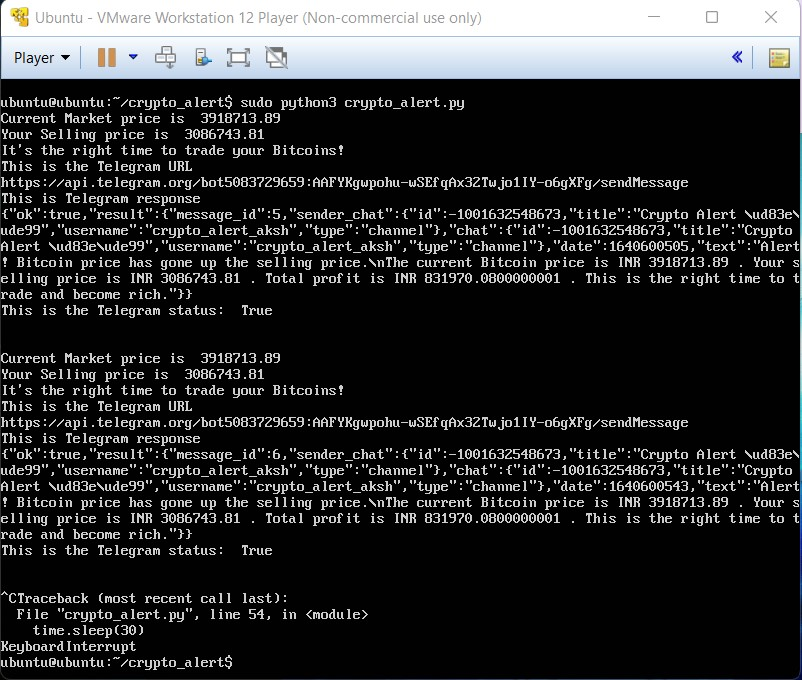 Ubuntu - VMware Workstation 12 Player (Non-commercial use only)
Player
ubuntu@ubuntu:~/crypto_alert$ sudo python3 crypto_alert.py
Current Market price is  3918713.89
Your Selling price is  3086743.81
It's the right time to trade your Bitcoins!
This is the Telegram URL
https://api.telegram.org/bot5083729659:AAFYKgwpohu-wSEfqAx32Twjo1IY-o6gXFg/sendMessage
This is Telegram response
{"ok":true,"result":{"message_id":5,"sender_chat":{"id":-1001632548673,"title":"Crypto Alert \ud83e\
ude99","username":"crypto_alert_aksh","type":"channel"},"chat":{"id":-1001632548673,"title":"Crypto
Alert \ud83e\ude99","username":"crypto_alert_aksh","type":"channel"},"date":1640600505,"text":"Alert
! Bitcoin price has gone up the selling price.\nThe current Bitcoin price is INR 3918713.89 . Your s
elling price is INR 3086743.81 . Total profit is INR 831970.0800000001 . This is the right time to t
rade and become rich."}}
This is the Telegram status:  True
Current Market price is  3918713.89
Your Selling price is  3086743.81
It's the right time to trade your Bitcoins!
This is the Telegram URL
https://api.telegram.org/bot5083729659:AAFYKgwpohu-wSEfqAx32Twjo1IY-o6gXFg/sendMessage
This is Telegram response
{"ok":true,"result":{"message_id":6,"sender_chat":{"id":-1001632548673,"title":"Crypto Alert \ud83e\
ude99","username":"crypto_alert_aksh","type":"channel"},"chat":{"id":-1001632548673,"title":"Crypto
Alert \ud83e\ude99","username":"crypto_alert_aksh","type":"channel"},"date":1640600543,"text":"Alert
! Bitcoin price has gone up the selling price.\nThe current Bitcoin price is INR 3918713.89 . Your s
elling price is INR 3086743.81 . Total profit is INR 831970.0800000001 . This is the right time to t
rade and become rich."}}
This is the Telegram status:  True
^CTraceback (most recent call last):
  File "crypto_alert.py", line 54, in <module>
    time.sleep(30)
KeyboardInterrupt
ubuntu@ubuntu:~/crypto_alert$